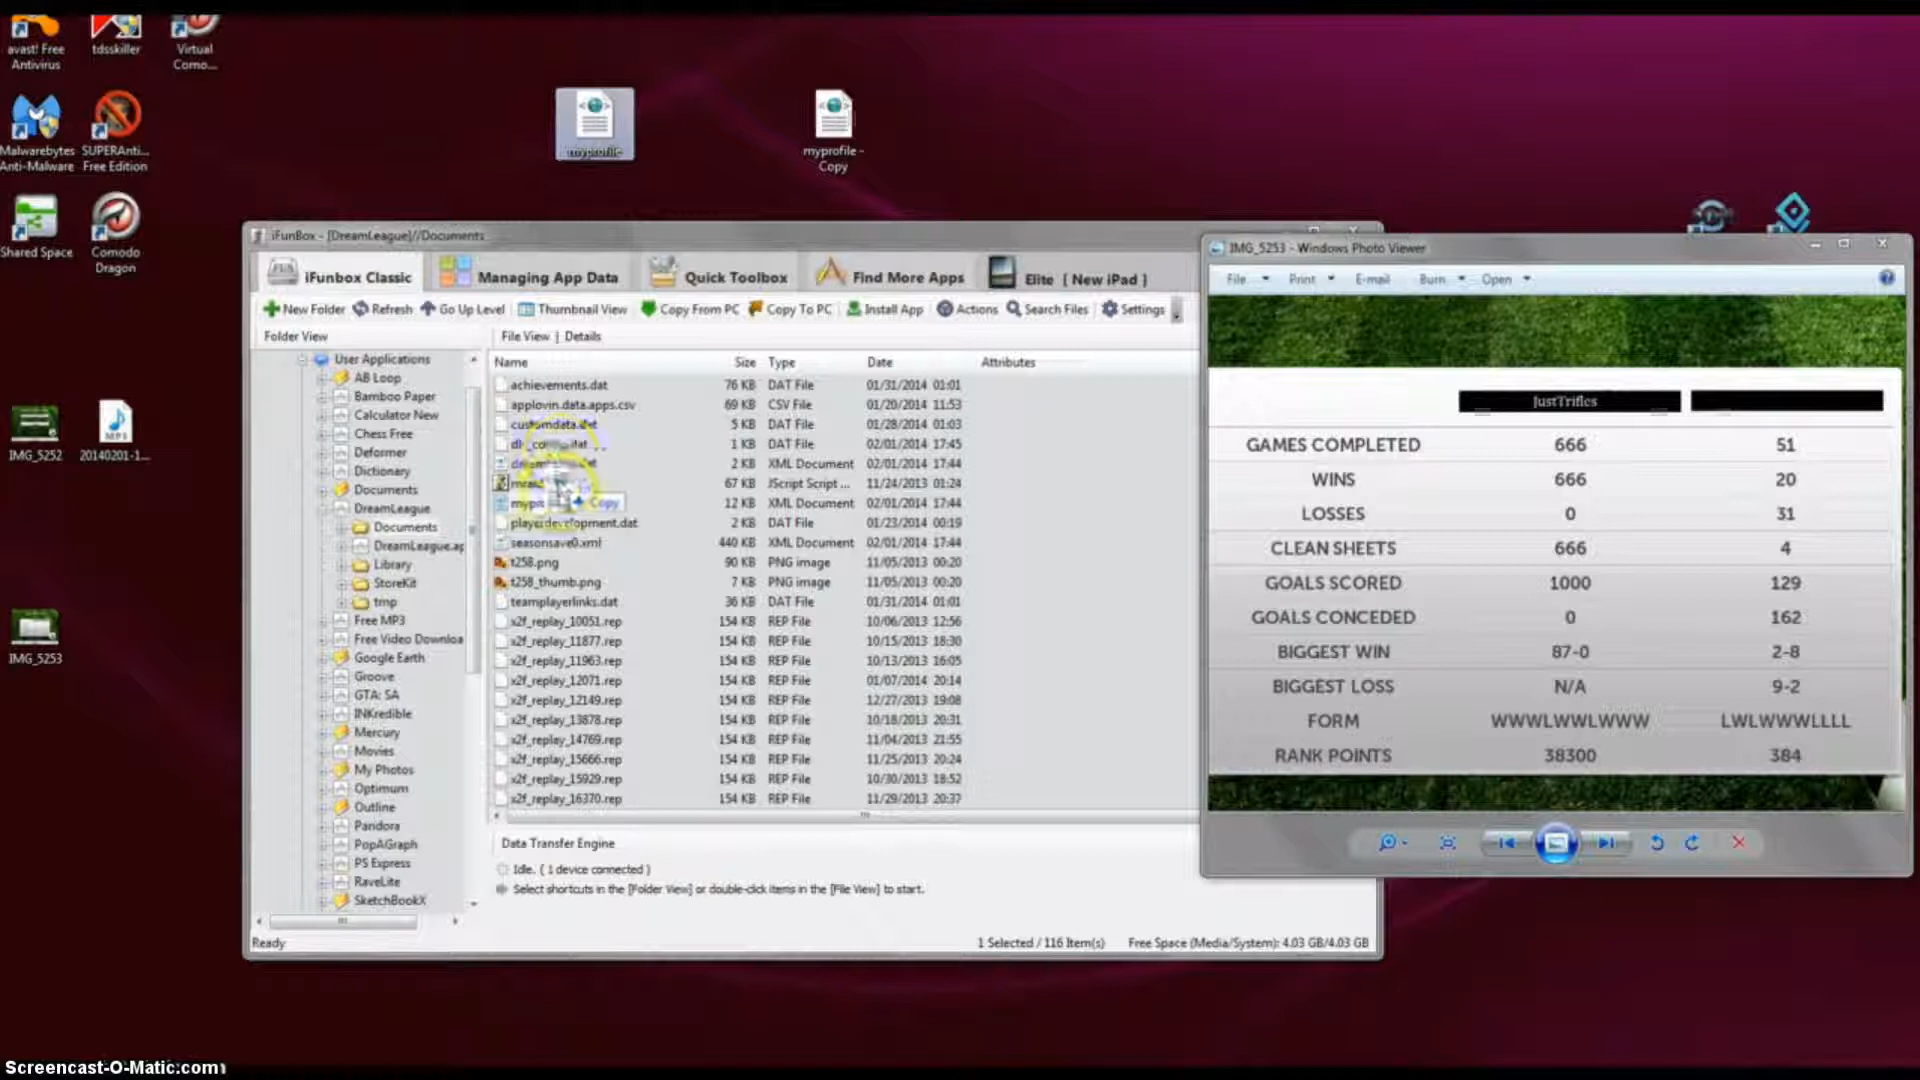 avast! Free
Antivirus
tdsskiller
Virtual
Como...
Malwarebytes
Anti-Malware
SUPERAnti...
Free Edition
Shared Space
Comodo
Dragon
IMG_5252
MP3
20140201-1...
IMG_5253
myprofile
myprofile -
Copy
iFunBox - [DreamLeague]//Documents
iFunbox Classic
Managing App Data
Quick Toolbox
Find More Apps
Elite [ New iPad ]
New Folder
Refresh
Go Up Level
Thumbnail View
Copy From PC
Copy To PC
Install App
Actions
Search Files
Settings
Folder View
File View | Details
User Applications
AB Loop
Bamboo Paper
Calculator New
Chess Free
Deformer
Dictionary
Documents
DreamLeague
Documents
DreamLeague.ap
Library
StoreKit
tmp
Free MP3
Free Video Downloa
Google Earth
Groove
GTA: SA
INKredible
Mercury
Movies
My Photos
Optimum
Outline
Pandora
PopAGraph
PS Express
RaveLite
SketchBookX
Name Size Type Date Attributes
achievements.dat 76 KB DAT File 01/31/2014 01:01
applovin.data.apps.csv 69 KB CSV File 01/20/2014 11:53
customdata.dat 5 KB DAT File 01/28/2014 01:03
1 KB DAT File 02/01/2014 17:45
2 KB XML Document 02/01/2014 17:44
67 KB JScript Script ... 11/24/2013 01:24
Copy 12 KB XML Document 02/01/2014 17:44
playerdevelopment.dat 2 KB DAT File 01/23/2014 00:19
seasonsave0.xml 440 KB XML Document 02/01/2014 17:44
t258.png 90 KB PNG image 11/05/2013 00:20
t258_thumb.png 7 KB PNG image 11/05/2013 00:20
teamplayerlinks.dat 36 KB DAT File 01/31/2014 01:01
x2f_replay_10051.rep 154 KB REP File 10/06/2013 12:56
x2f_replay_11877.rep 154 KB REP File 10/15/2013 18:30
x2f_replay_11963.rep 154 KB REP File 10/13/2013 16:05
x2f_replay_12071.rep 154 KB REP File 01/07/2014 20:14
x2f_replay_12149.rep 154 KB REP File 12/27/2013 19:08
x2f_replay_13878.rep 154 KB REP File 10/18/2013 20:31
x2f_replay_14769.rep 154 KB REP File 11/04/2013 21:55
x2f_replay_15666.rep 154 KB REP File 11/25/2013 20:24
x2f_replay_15929.rep 154 KB REP File 10/30/2013 18:52
x2f_replay_16370.rep 154 KB REP File 11/29/2013 20:37
Data Transfer Engine
Idle. ( 1 device connected )
Select shortcuts in the [Folder View] or double-click items in the [File View] to start.
Ready
1 Selected / 116 Item(s)
Free Space (Media/System): 4.03 GB/4.03 GB
IMG_5253 - Windows Photo Viewer
File Print E-mail Burn Open
JustTrifles
GAMES COMPLETED 666 51
WINS 666 20
LOSSES 0 31
CLEAN SHEETS 666 4
GOALS SCORED 1000 129
GOALS CONCEDED 0 162
BIGGEST WIN 87-0 2-8
BIGGEST LOSS N/A 9-2
FORM WWWLWWLWWW LWLWWWLLLL
RANK POINTS 38300 384
Screencast-O-Matic.com